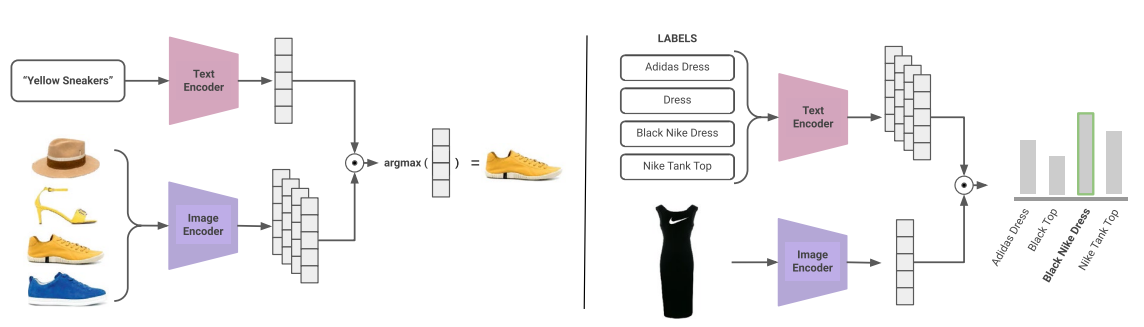 “Yellow Sneakers”
Text
Encoder
Image
Encoder
argmax ( ) =
LABELS
Adidas Dress
Dress
Black Nike Dress
Nike Tank Top
Text
Encoder
Image
Encoder
Adidas Dress
Black Top
Black Nike Dress
Nike Tank Top